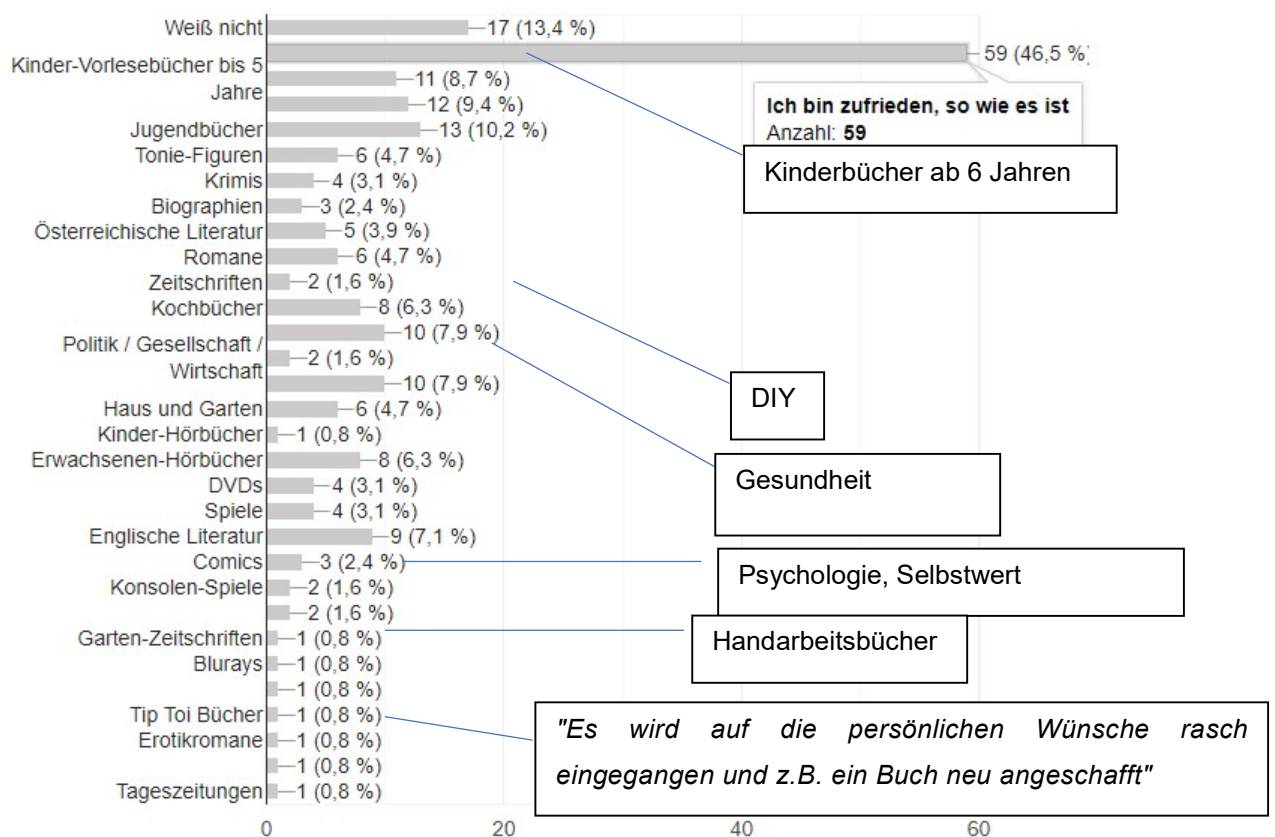 Weiß nicht 17 (13,4 %)
59 (46,5 %)
Kinder-Vorlesebücher bis 5
Jahre
11 (8,7 %)
12 (9,4 %)
Ich bin zufrieden, so wie es ist
Anzahl: 59
Jugendbücher 13 (10,2 %)
Tonie-Figuren 6 (4,7 %)
Kinderbücher ab 6 Jahren
Krimis 4 (3,1 %)
Biographien 3 (2,4 %)
Österreichische Literatur 5 (3,9 %)
Romane 6 (4,7 %)
Zeitschriften 2 (1,6 %)
Kochbücher 8 (6,3 %)
10 (7,9 %)
Politik / Gesellschaft /
Wirtschaft
2 (1,6 %)
10 (7,9 %)
DIY
Haus und Garten 6 (4,7 %)
Kinder-Hörbücher 1 (0,8 %)
Erwachsenen-Hörbücher 8 (6,3 %)
Gesundheit
DVDs 4 (3,1 %)
Spiele 4 (3,1 %)
Englische Literatur 9 (7,1 %)
Comics 3 (2,4 %)
Psychologie, Selbstwert
Konsolen-Spiele 2 (1,6 %)
2 (1,6 %)
Garten-Zeitschriften 1 (0,8 %)
Handarbeitsbücher
Blurays 1 (0,8 %)
1 (0,8 %)
Tip Toi Bücher 1 (0,8 %)
Erotikromane 1 (0,8 %)
1 (0,8 %)
Tageszeitungen 1 (0,8 %)
"Es wird auf die persönlichen Wünsche rasch
eingegangen und z.B. ein Buch neu angeschafft"
0 20 40 60